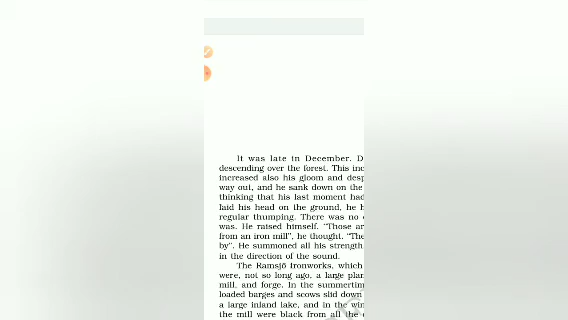 It was late in December. D
descending over the forest. This inc
increased also his gloom and desp
way out, and he sank down on the
thinking that his last moment had
laid his head on the ground, he h
regular thumping. There was no
was. He raised himself. “Those ar
from an iron mill”, he thought. “The
by”. He summoned all his strength
in the direction of the sound.
The Ramsjö Ironworks, which
were, not so long ago, a large plan
mill, and forge. In the summertim
loaded barges and scows slid down
a large inland lake, and in the win
the mill were black from all the